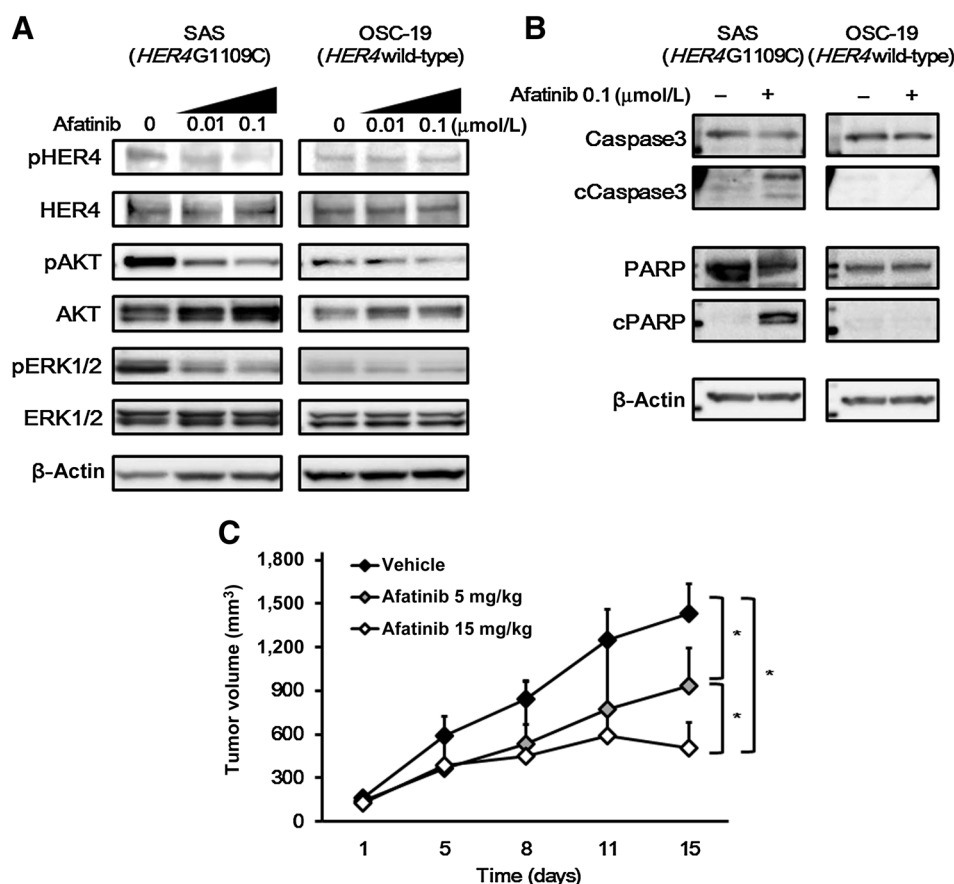 A
SAS
(HER4G1109C)
OSC-19
(HER4wild-type)
Afatinib 0 0.01 0.1 0 0.01 0.1 (μmol/L)
pHER4
HER4
pAKT
AKT
pERK1/2
ERK1/2
β-Actin
B
SAS
(HER4G1109C)
OSC-19
(HER4wild-type)
Afatinib 0.1 (μmol/L) – + – +
Caspase3
cCaspase3
PARP
cPARP
β-Actin
C
Tumor volume (mm³)
1,800
1,500
1,200
900
600
300
0
Vehicle
Afatinib 5 mg/kg
Afatinib 15 mg/kg
*
*
*
1 5 8 11 15
Time (days)